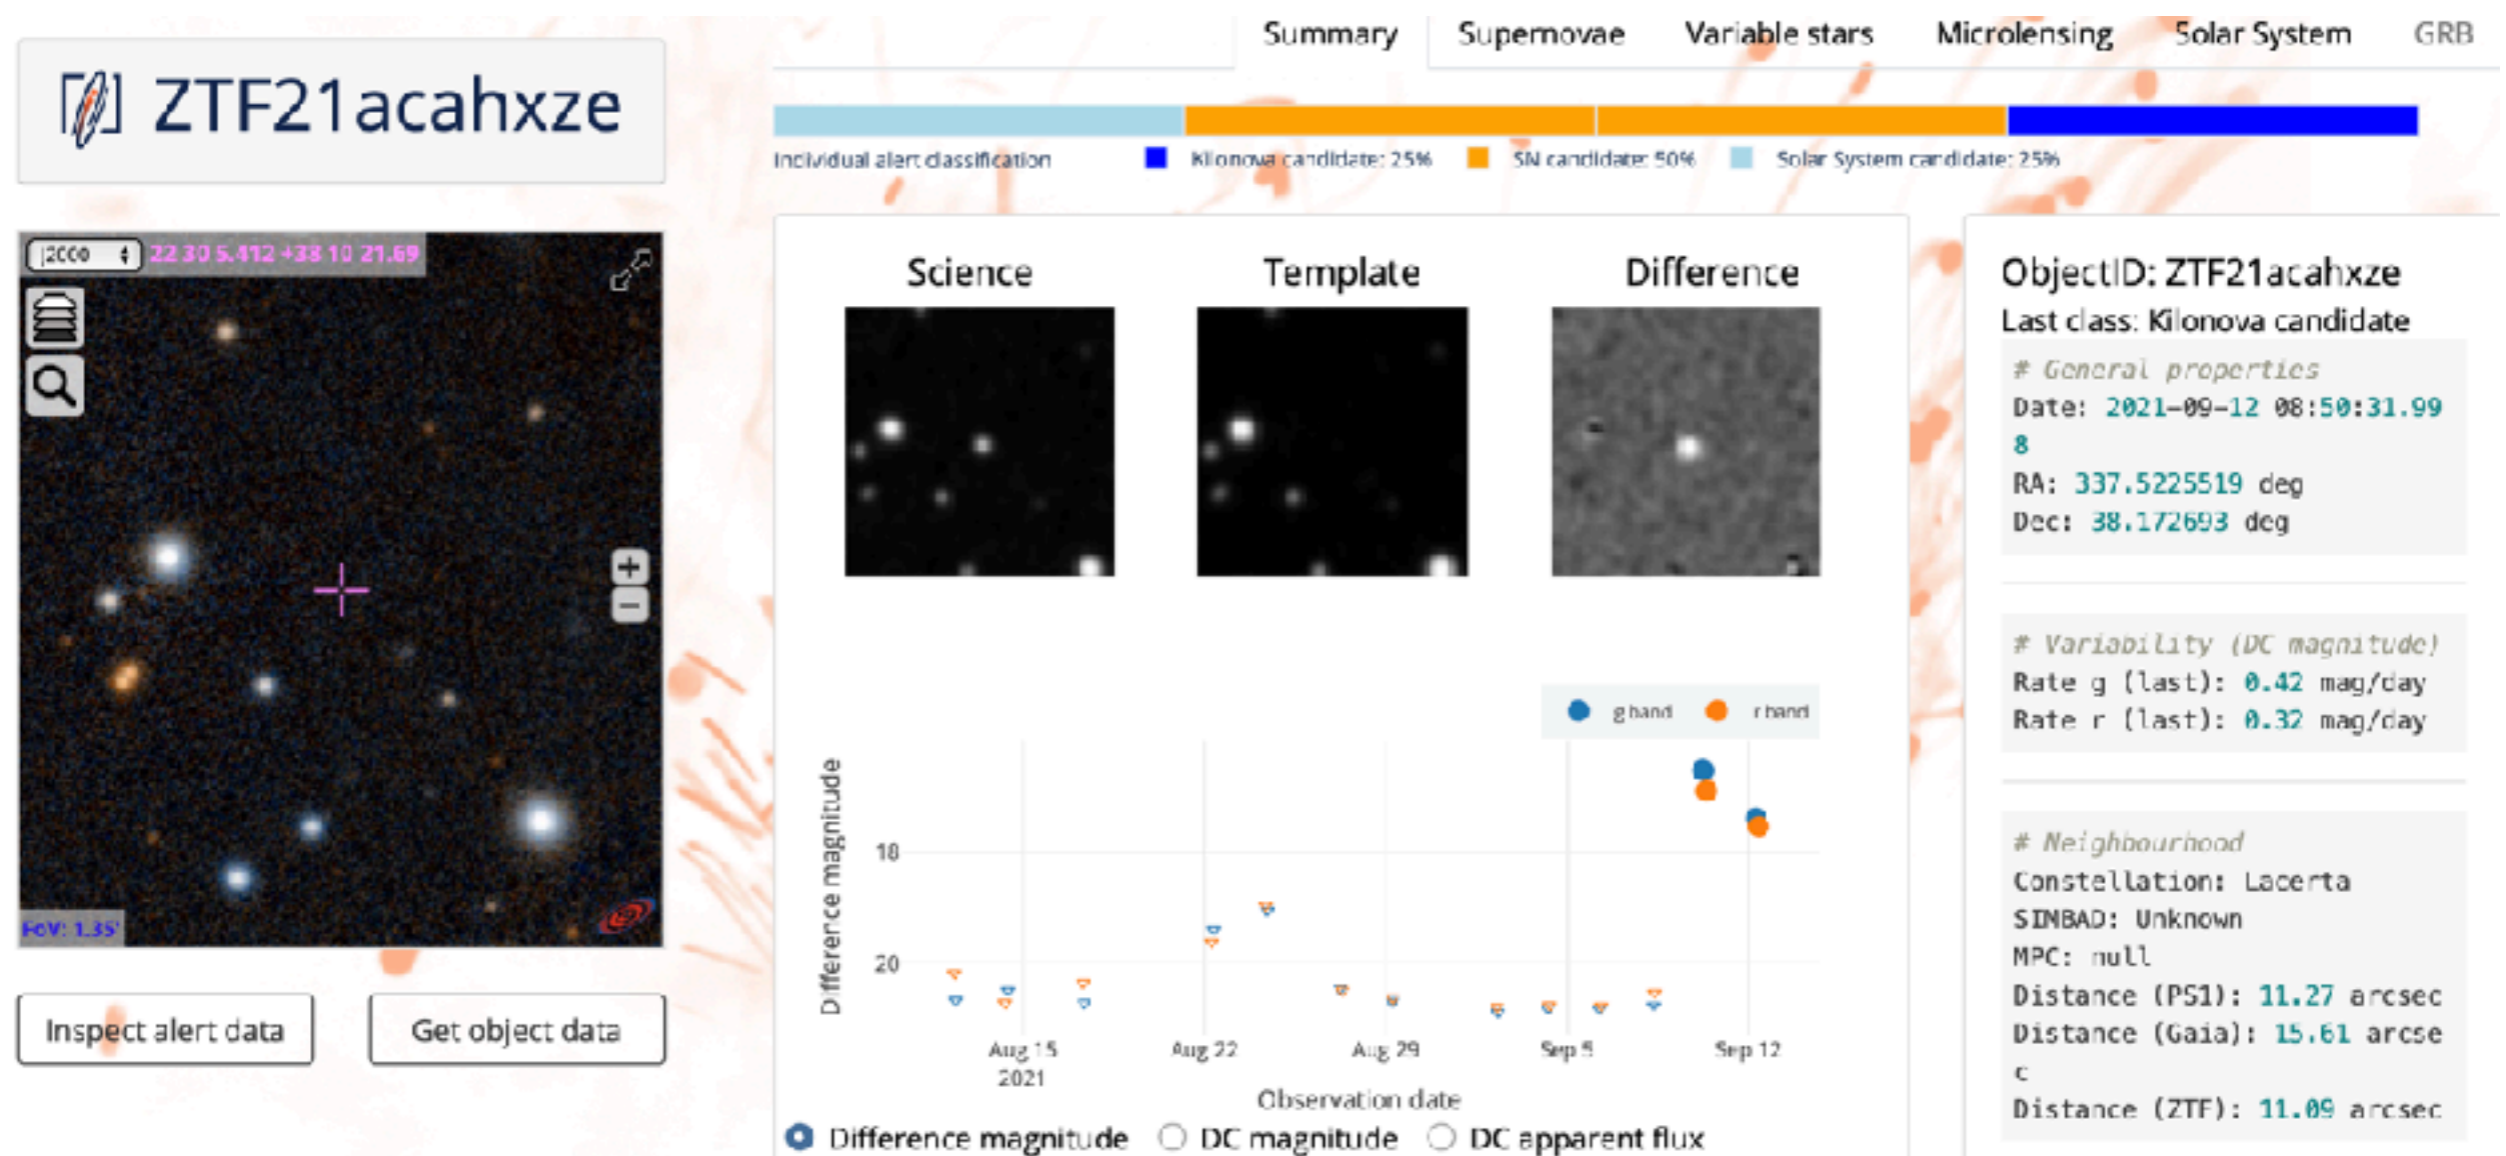 Summary Supernovae Variable stars Microlensing Solar System GRB
ZTF21acahxze
Individual alert classification Kilonova candidate: 25% SN candidate: 50% Solar System candidate: 25%
J2000 22 30 5.412 +38 10 21.69
FoV: 1.35'
Inspect alert data Get object data
Science Template Difference
g band r band
Difference magnitude
18
20
Aug 15 Aug 22 Aug 29 Sep 5 Sep 12
2021
Observation date
Difference magnitude DC magnitude DC apparent flux
ObjectID: ZTF21acahxze
Last class: Kilonova candidate
# General properties
Date: 2021-09-12 08:50:31.99
8
RA: 337.5225519 deg
Dec: 38.172693 deg
# Variability (DC magnitude)
Rate g (last): 0.42 mag/day
Rate r (last): 0.32 mag/day
# Neighbourhood
Constellation: Lacerta
SIMBAD: Unknown
MPC: null
Distance (PS1): 11.27 arcsec
Distance (Gaia): 15.61 arcse
c
Distance (ZTF): 11.09 arcsec